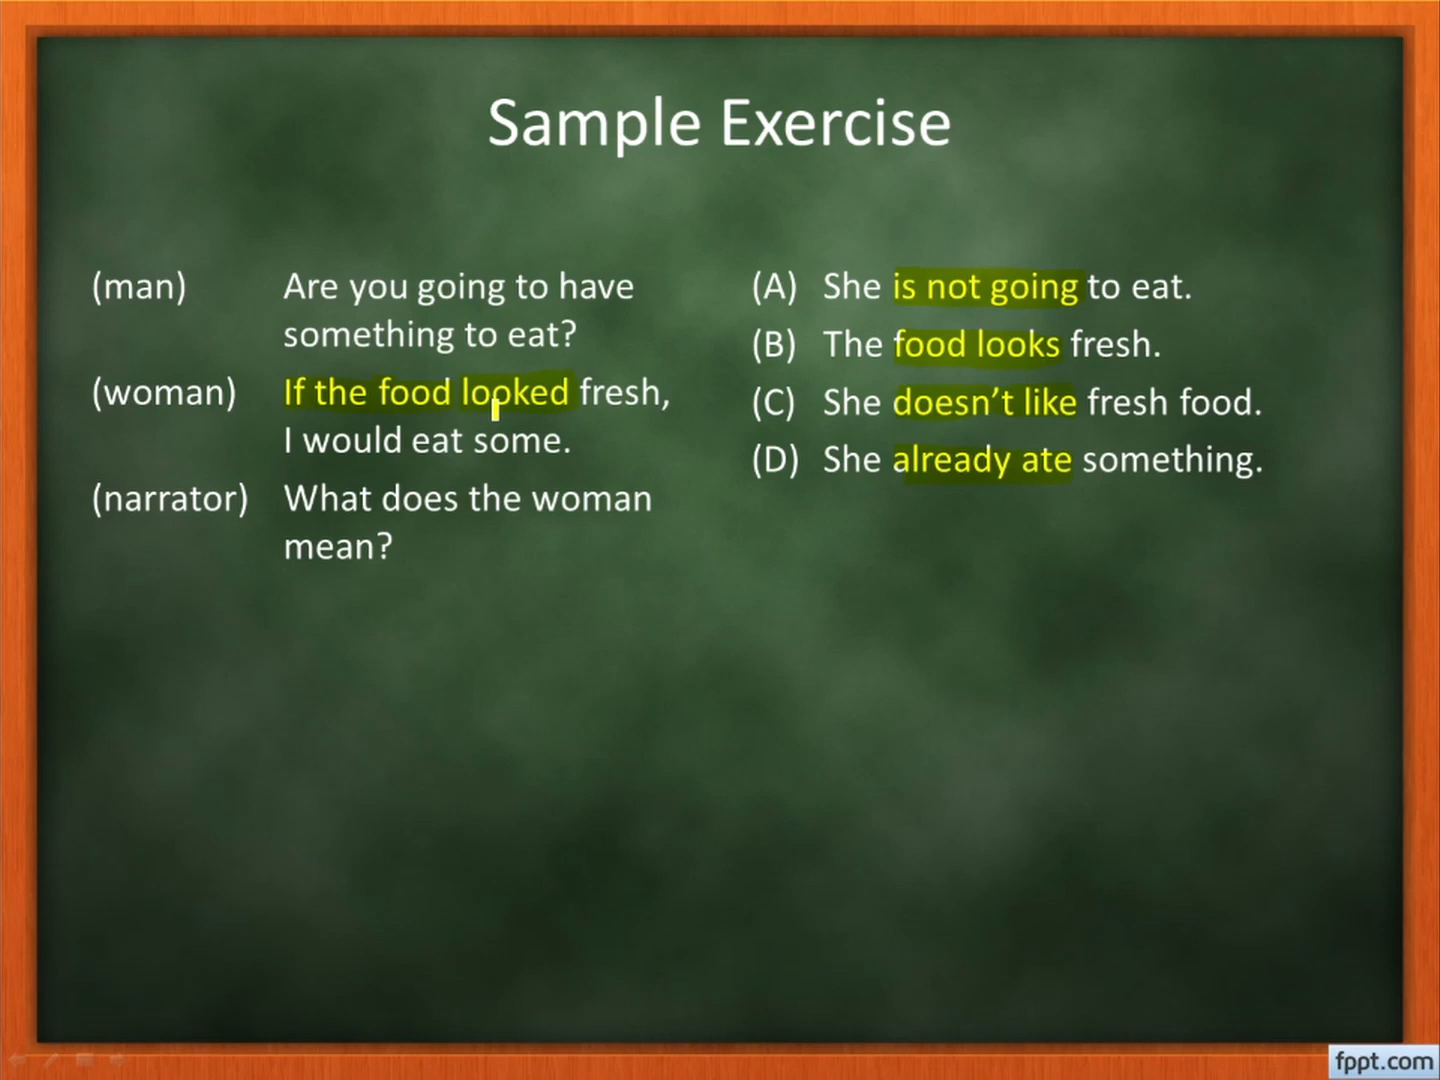 Sample Exercise
(man) Are you going to have
something to eat?
(woman) If the food looked fresh,
I would eat some.
(narrator) What does the woman
mean?
(A) She is not going to eat.
(B) The food looks fresh.
(C) She doesn't like fresh food.
(D) She already ate something.
fppt.com